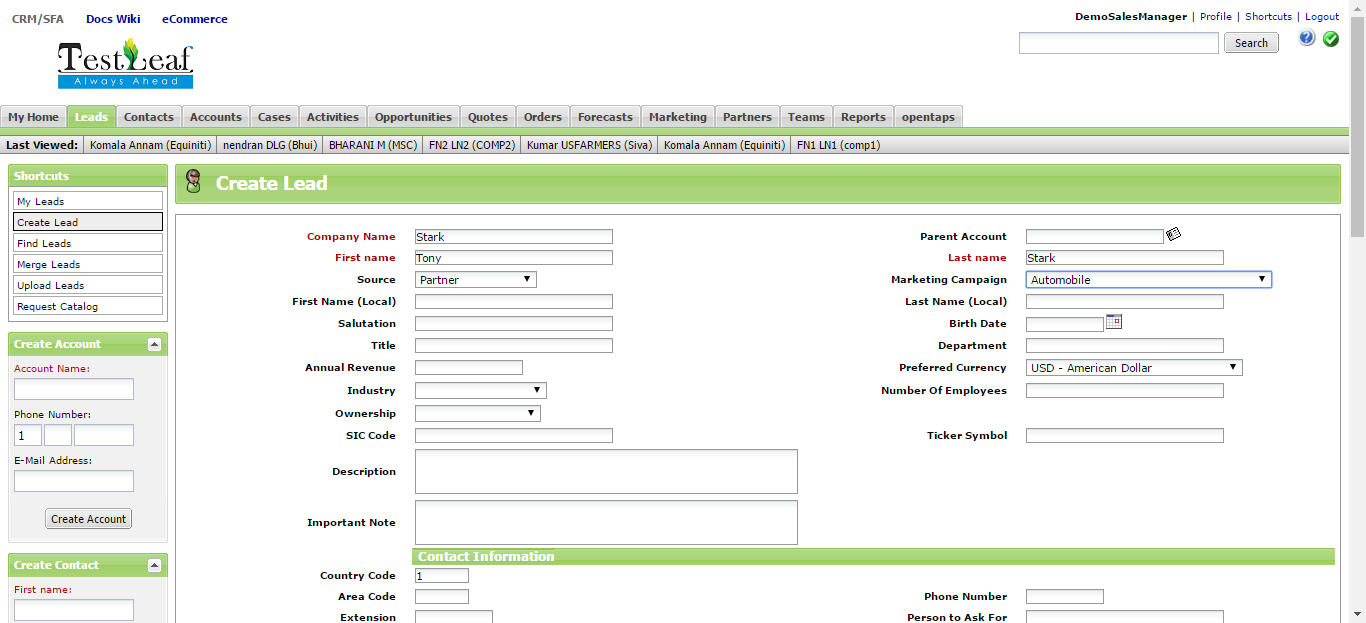 CRM/SFA Docs Wiki eCommerce
DemoSalesManager | Profile | Shortcuts | Logout
TestLeaf
Always Ahead
Search
My Home Leads Contacts Accounts Cases Activities Opportunities Quotes Orders Forecasts Marketing Partners Teams Reports opentaps
Last Viewed: Komala Annam (Equiniti) nendran DLG (Bhui) BHARANI M (MSC) FN2 LN2 (COMP2) Kumar USFARMERS (Siva) Komala Annam (Equiniti) FN1 LN1 (comp1)
Shortcuts
My Leads
Create Lead
Find Leads
Merge Leads
Upload Leads
Request Catalog
Create Account
Account Name:
Phone Number:
1
E-Mail Address:
Create Account
Create Contact
First name:
Create Lead
Company Name Stark Parent Account
First name Tony Last name Stark
Source Partner Marketing Campaign Automobile
First Name (Local) Last Name (Local)
Salutation Birth Date
Title Department
Annual Revenue Preferred Currency USD - American Dollar
Industry Number Of Employees
Ownership
SIC Code Ticker Symbol
Description
Important Note
Contact Information
Country Code 1
Area Code Phone Number
Extension Person to Ask For